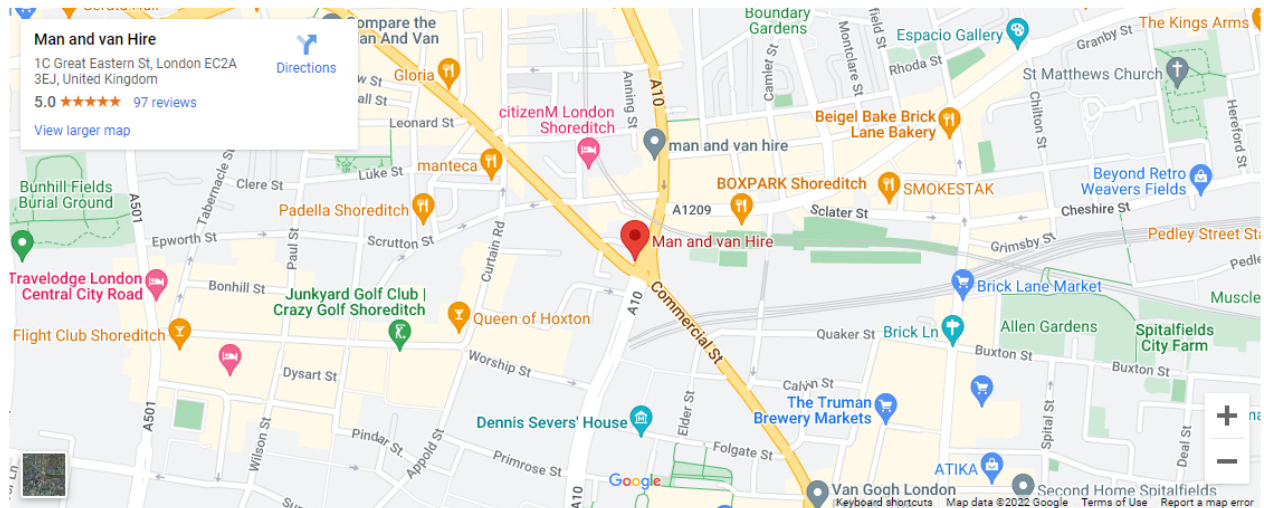 Man and van Hire
1C Great Eastern St, London EC2A
3EJ, United Kingdom
5.0
97 reviews
View larger map
Directions
Compare the
an And Van
Gloria
Leonard St
citizenM London
Shoreditch
Anning St
A10
man and van hire
Boundary
Gardens
Camlet St
Montclare St
field St
Espacio Gallery
Rhoda St
Granby St
The Kings Arms
St Matthews Church
Chilton St
Hereford St
Beigel Bake Brick
Lane Bakery
Beyond Retro
Weavers Fields
BOXPARK Shoreditch
SMOKESTAK
manteca
Luke St
Clere St
Tabernacle St
Bunhill Fields
Burial Ground
A501
Paul St
Padella Shoreditch
Epworth St
Scrutton St
Curtain Rd
A1209
Sclater St
Cheshire St
Man and van Hire
Grimsby St
Pedley Street Sta
Pedle
Travelodge London
Central City Road
Bonhill St
Junkyard Golf Club |
Crazy Golf Shoreditch
Queen of Hoxton
Flight Club Shoreditch
A10
Commercial St
Brick Lane Market
Muscle
Quaker St
Brick Ln
Allen Gardens
Spitalfields
City Farm
Buxton St
Buxton St
Worship St
Dysart St
A501
Wilson St
Pindar St
Appold St
Primrose St
Dennis Severs' House
Elder St
Folgate St
The Truman
Brewery Markets
Spital St
Deal St
ATIKA
A10
Google
Van Gogh London
Second Home Spitalfields
Keyboard shortcuts
Map data ©2022 Google
Terms of Use
Report a map error